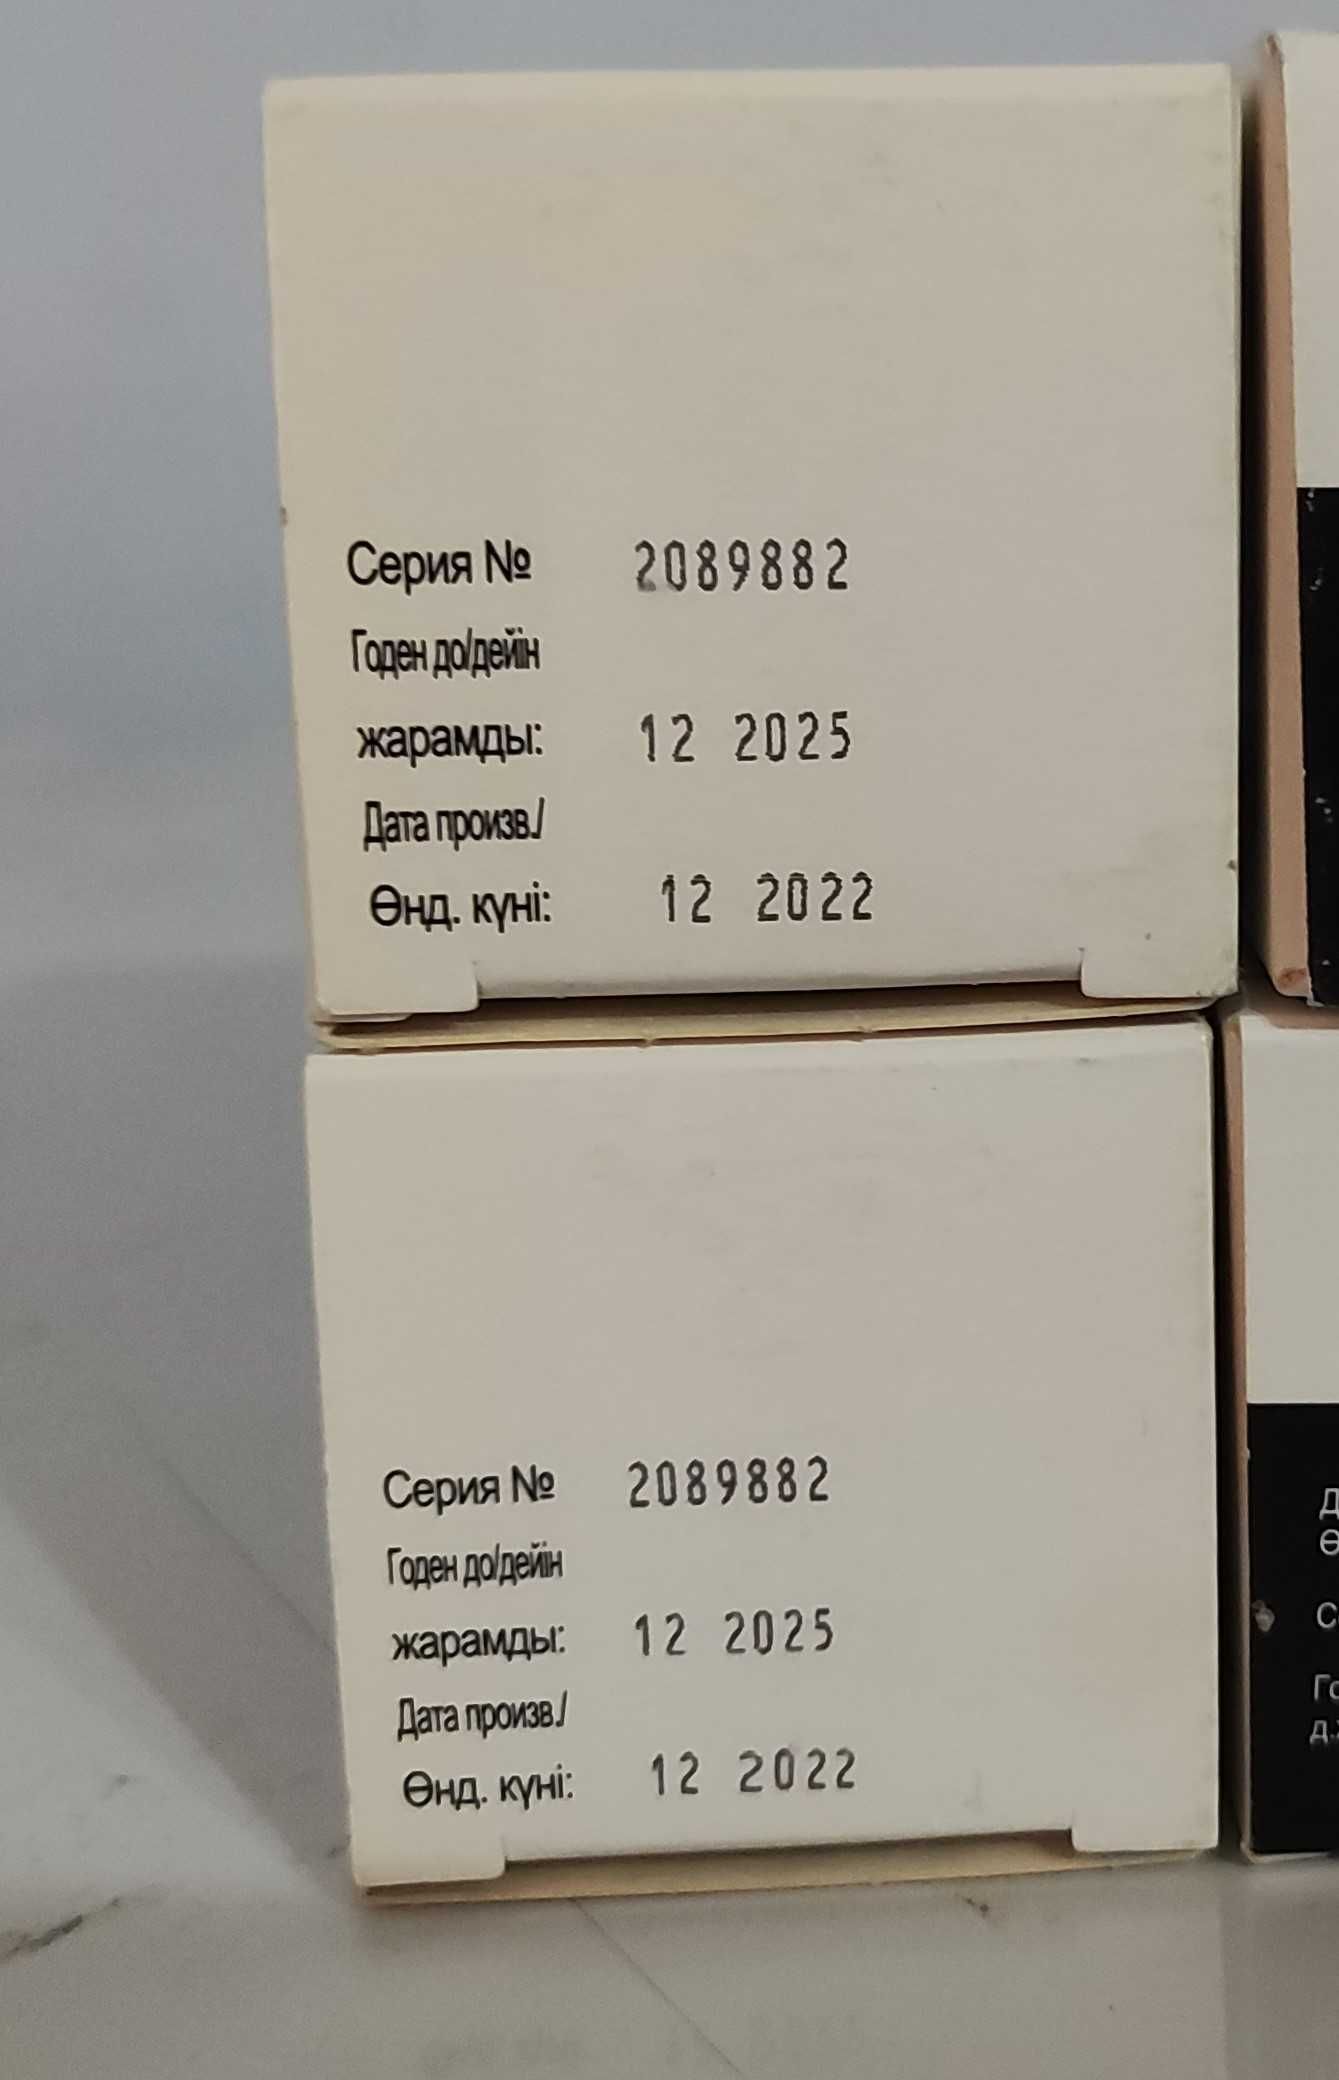 Серия № 2089882
Годен до/дейін
жарамды: 12 2025
Дата произв./
Өнд. күні: 12 2022
Серия № 2089882
Годен до/дейін
жарамды: 12 2025
Дата произв./
Өнд. күні: 12 2022